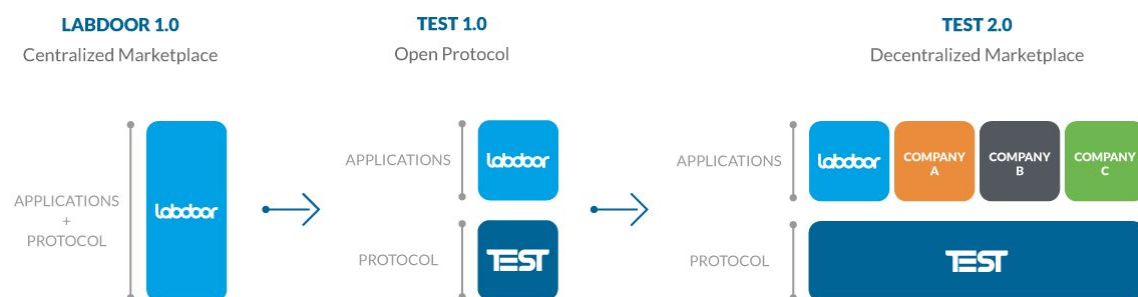 LABDOOR 1.0
Centralized Marketplace
APPLICATIONS
+
PROTOCOL
labdoor
TEST 1.0
Open Protocol
APPLICATIONS
labdoor
PROTOCOL
TEST
TEST 2.0
Decentralized Marketplace
APPLICATIONS
labdoor
COMPANY
A
COMPANY
B
COMPANY
C
PROTOCOL
TEST